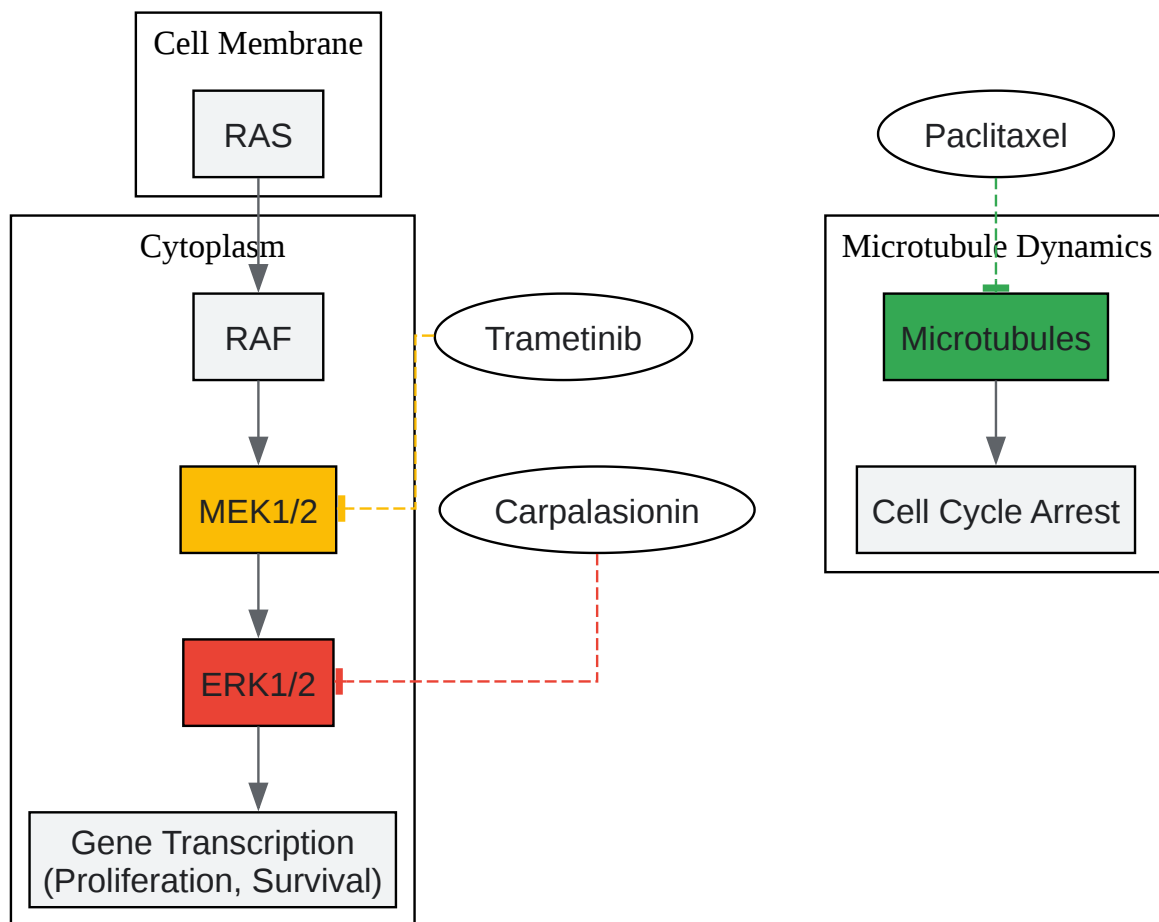 Cell Membrane
RAS
Paclitaxel
Cytoplasm
Microtubule Dynamics
RAF
Trametinib
Microtubules
MEK1/2
Carpalasionin
Cell Cycle Arrest
ERK1/2
Gene Transcription
(Proliferation, Survival)